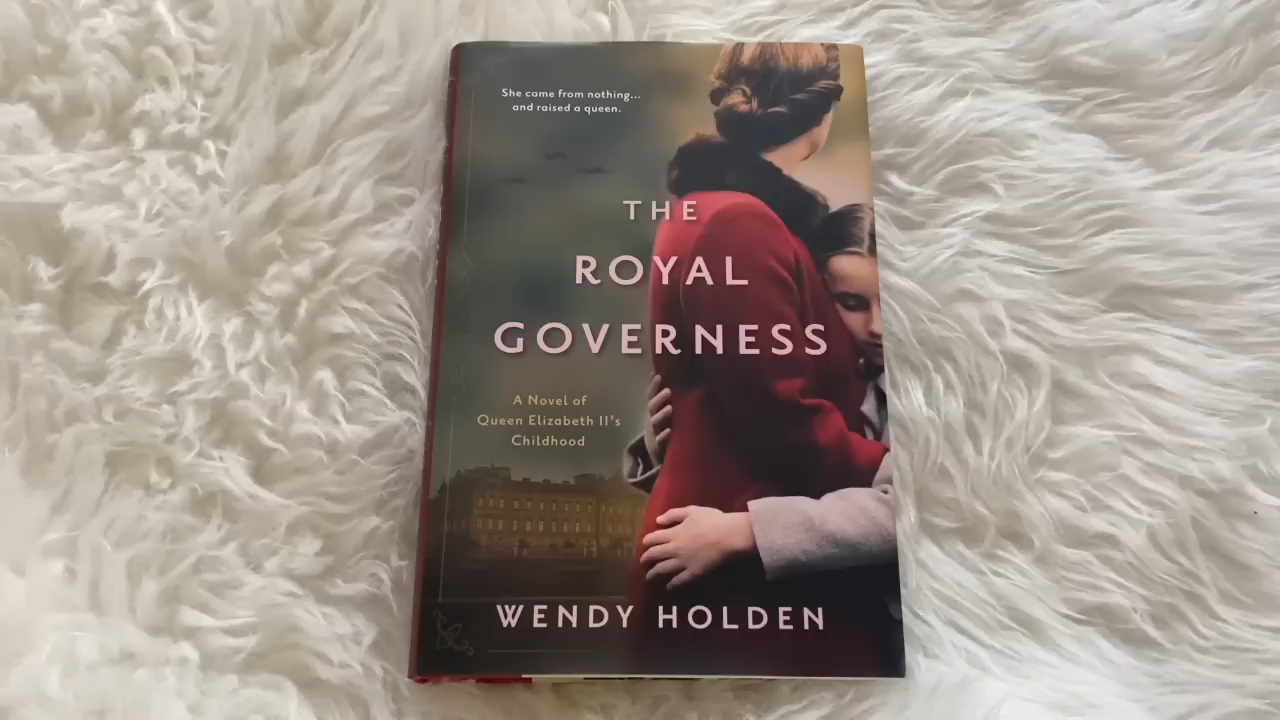 She came from nothing...
and raised a queen.
THE
ROYAL
GOVERNESS
A Novel of
Queen Elizabeth II's
Childhood
WENDY HOLDEN